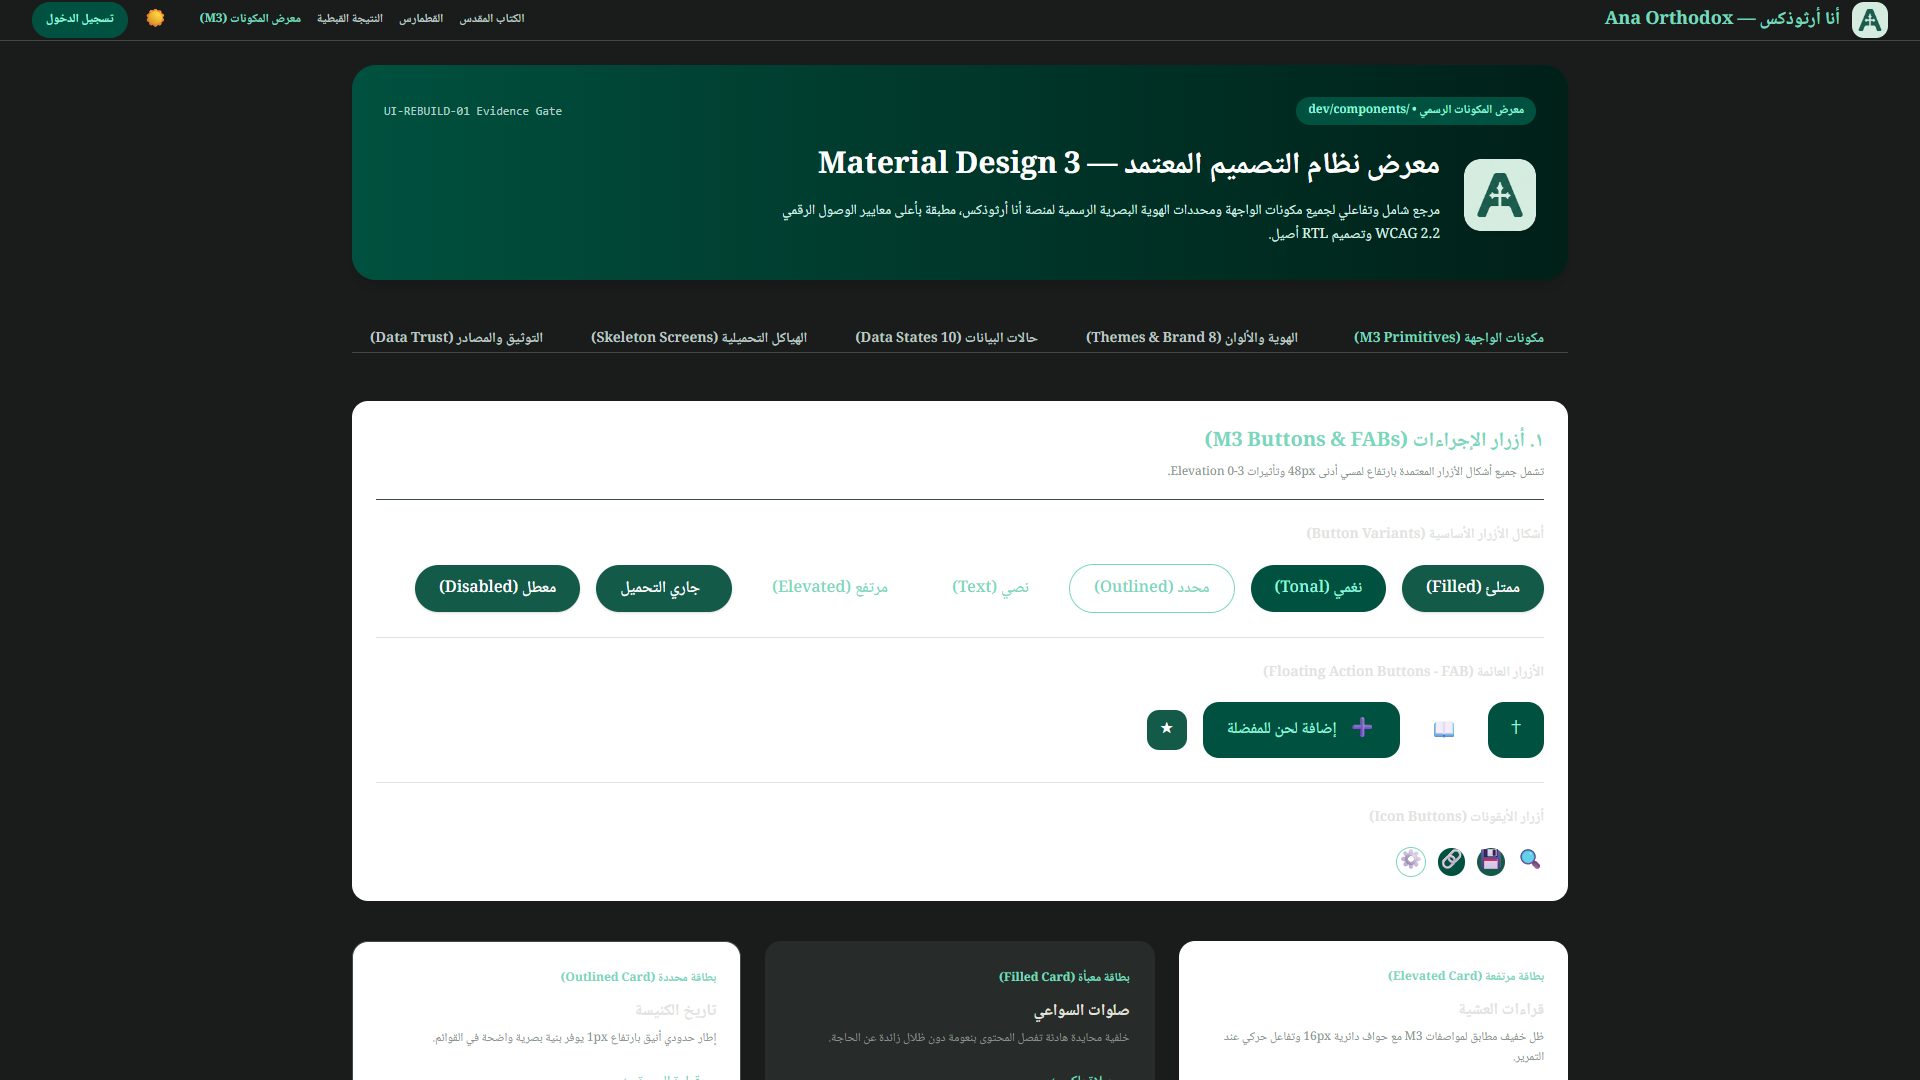 أنا أرثوذكس — Ana Orthodox
الكتاب المقدس
القطمارس
النتيجة القبطية
معرض المكونات (M3)
تسجيل الدخول
معرض المكونات الرسمي • /dev/components
UI-REBUILD-01 Evidence Gate
معرض نظام التصميم المعتمد — Material Design 3
مرجع شامل وتفاعلي لجميع مكونات الواجهة ومحددات الهوية البصرية الرسمية لمنصة أنا أرثوذكس، مطبقة بأعلى معايير الوصول الرقمي
WCAG 2.2 وتصميم RTL أصيل.
مكونات الواجهة (M3 Primitives)
الهوية والألوان (Themes & Brand 8)
حالات البيانات (Data States 10)
الهياكل التحميلية (Skeleton Screens)
التوثيق والمصادر (Data Trust)
١. أزرار الإجراءات (M3 Buttons & FABs)
تشمل جميع أشكال الأزرار المعتمدة بارتفاع لمسي أدنى 48px وتأثيرات Elevation 0-3.
أشكال الأزرار الأساسية (Button Variants)
ممتلئ (Filled)
نغمي (Tonal)
محدد (Outlined)
نصي (Text)
مرتفع (Elevated)
جاري التحميل
معطل (Disabled)
الأزرار العائمة (Floating Action Buttons - FAB)
إضافة لحن للمفضلة
أزرار الأيقونات (Icon Buttons)
بطاقة مرتفعة (Elevated Card)
قراءات العشية
ظل خفيف مطابق لمواصفات M3 مع حواف دائرية 16px وتفاعل حركي عند
التمرير.
بطاقة معبأة (Filled Card)
صلوات السواعي
خلفية محايدة هادئة تفصل المحتوى بنعومة دون ظلال زائدة عن الحاجة.
بطاقة محددة (Outlined Card)
تاريخ الكنيسة
إطار حدودي أنيق بارتفاع 1px يوفر بنية بصرية واضحة في القوائم.